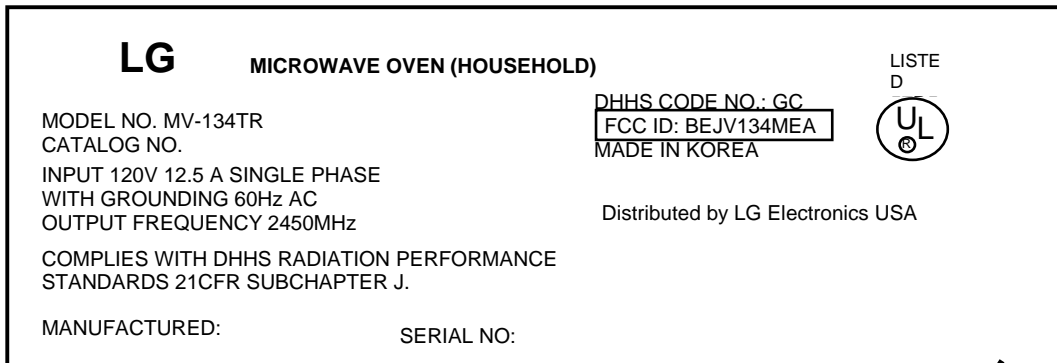 LG MICROWAVE OVEN (HOUSEHOLD)
LISTE
D
DHHS CODE NO.: GC
FCC ID: BEJV134MEA
MADE IN KOREA
UL
®
MODEL NO. MV-134TR
CATALOG NO.
INPUT 120V 12.5 A SINGLE PHASE
WITH GROUNDING 60Hz AC
OUTPUT FREQUENCY 2450MHz
Distributed by LG Electronics USA
COMPLIES WITH DHHS RADIATION PERFORMANCE
STANDARDS 21CFR SUBCHAPTER J.
MANUFACTURED:
SERIAL NO: